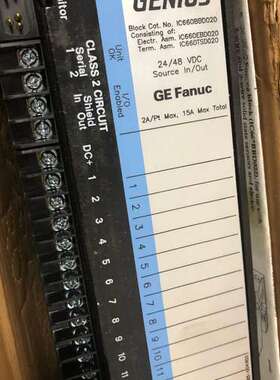 GENIUS
Block Cat. No. IC660BBD020
Consisting of:
Electr. Asm. IC660EBD020
Term. Asm. IC660TSD020
24/48 VDC
Source In/Out
GE Fanuc
2A/Pt Max, 15A Max Total
nitor
Unit
OK
I/O
Enabled
CLASS 2 CIRCUIT
Serial
1 2
Shield
In Out
DC+
1
2
3
4
5
6
7
8
9
10
11
DC+
1
2
3
4
5
6
7
8
9
10
11